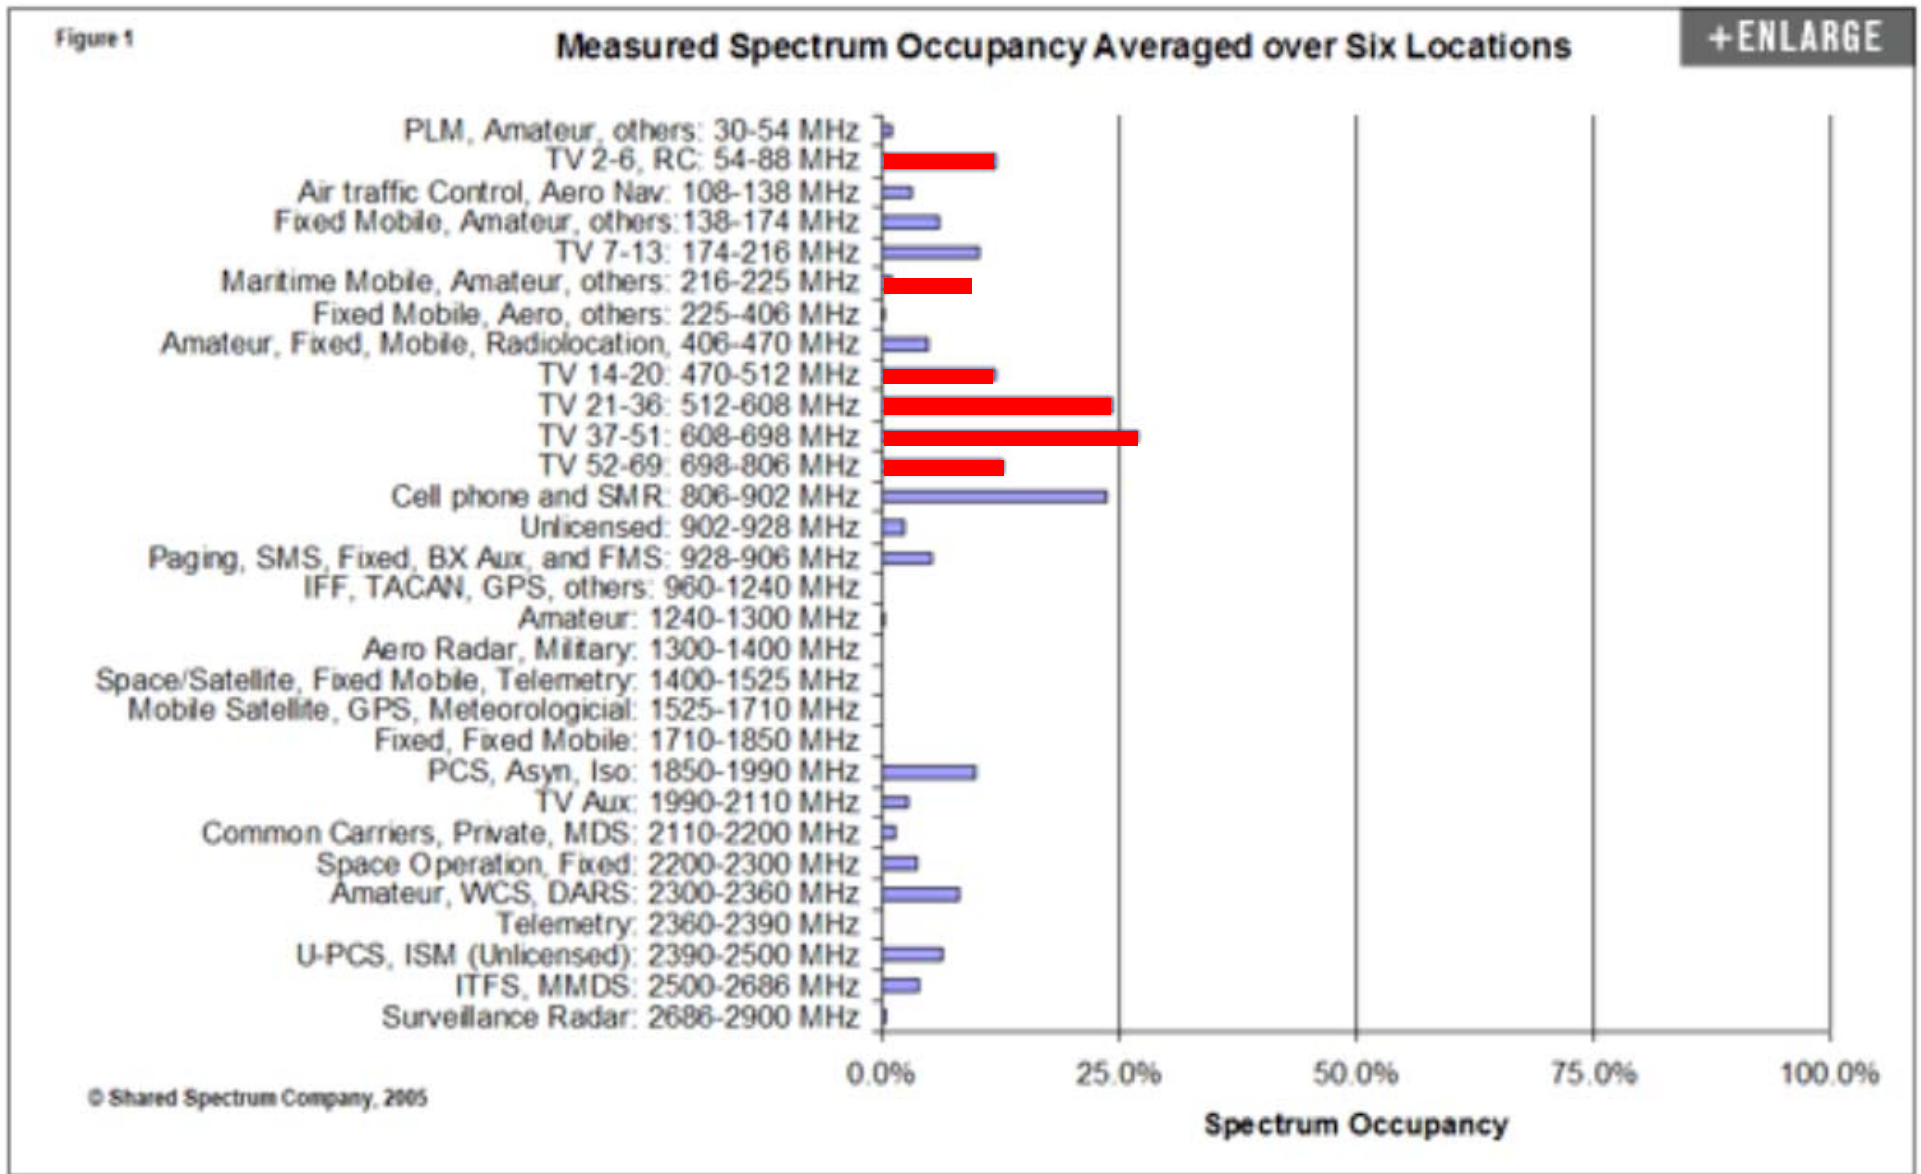 Figure 1
Measured Spectrum Occupancy Averaged over Six Locations
+ENLARGE
PLM, Amateur, others: 30-54 MHz
TV 2-6, RC: 54-88 MHz
Air traffic Control, Aero Nav: 108-138 MHz
Fixed Mobile, Amateur, others:138-174 MHz
TV 7-13: 174-216 MHz
Maritime Mobile, Amateur, others: 216-225 MHz
Fixed Mobile, Aero, others: 225-406 MHz
Amateur, Fixed, Mobile, Radiolocation, 406-470 MHz
TV 14-20: 470-512 MHz
TV 21-36: 512-608 MHz
TV 37-51: 608-698 MHz
TV 52-69: 698-806 MHz
Cell phone and SMR: 806-902 MHz
Unlicensed: 902-928 MHz
Paging, SMS, Fixed, BX Aux, and FMS: 928-906 MHz
IFF, TACAN, GPS, others: 960-1240 MHz
Amateur: 1240-1300 MHz
Aero Radar, Military: 1300-1400 MHz
Space/Satellite, Fixed Mobile, Telemetry: 1400-1525 MHz
Mobile Satellite, GPS, Meteorologicial: 1525-1710 MHz
Fixed, Fixed Mobile: 1710-1850 MHz
PCS, Asyn, Iso: 1850-1990 MHz
TV Aux: 1990-2110 MHz
Common Carriers, Private, MDS: 2110-2200 MHz
Space Operation, Fixed: 2200-2300 MHz
Amateur, WCS, DARS: 2300-2360 MHz
Telemetry: 2360-2390 MHz
U-PCS, ISM (Unlicensed): 2390-2500 MHz
ITFS, MMDS: 2500-2686 MHz
Surveillance Radar: 2686-2900 MHz
0.0% 25.0% 50.0% 75.0% 100.0%
Spectrum Occupancy
© Shared Spectrum Company, 2005